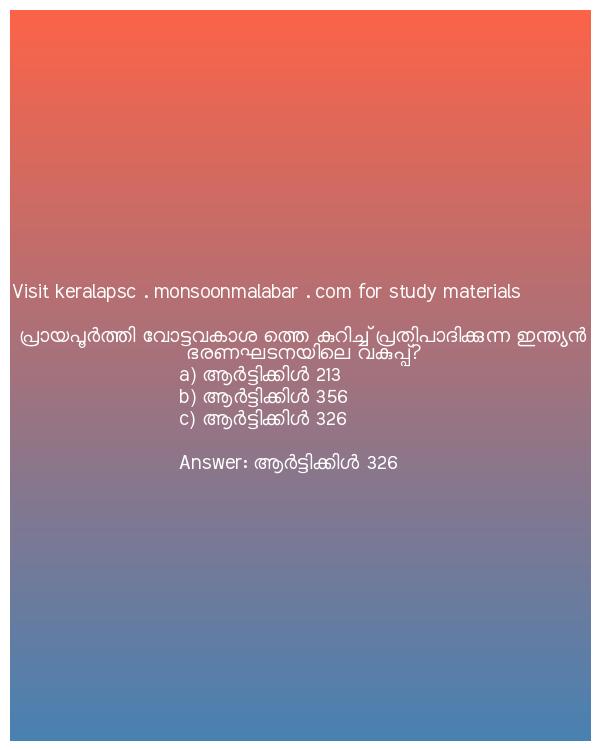 Visit keralapsc . monsoonmalabar . com for study materials
പ്രായപൂർത്തി വോട്ടവകാശ ത്തെ കുറിച്ച് പ്രതിപാദിക്കുന്ന ഇന്ത്യൻ
ഭരണഘടനയിലെ വകുപ്പ്?
a) ആർട്ടിക്കിൾ 213
b) ആർട്ടിക്കിൾ 356
c) ആർട്ടിക്കിൾ 326
Answer: ആർട്ടിക്കിൾ 326